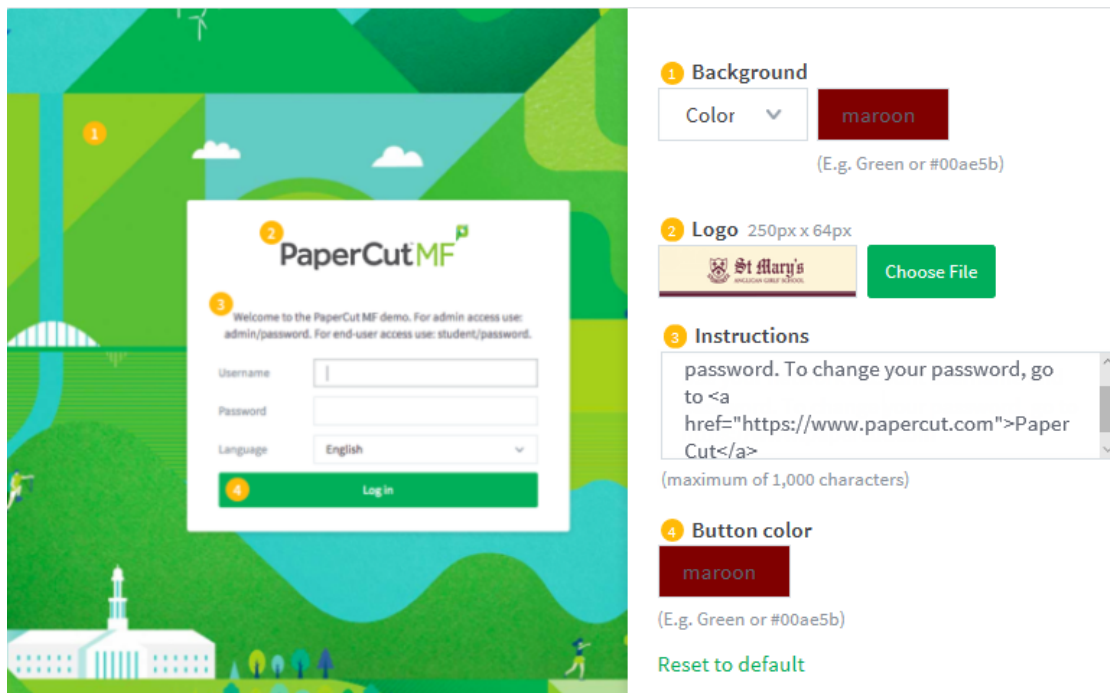 1
2
PaperCut MF
3
Welcome to the PaperCut MF demo. For admin access use:
admin/password. For end-user access use: student/password.
Username
Password
Language English
4 Log in
1 Background
Color maroon
(E.g. Green or #00ae5b)
2 Logo 250px x 64px
St Mary's
ANGLICAN GIRLS' SCHOOL
Choose File
3 Instructions
password. To change your password, go
to <a
href="https://www.papercut.com">Paper
Cut</a>
(maximum of 1,000 characters)
4 Button color
maroon
(E.g. Green or #00ae5b)
Reset to default